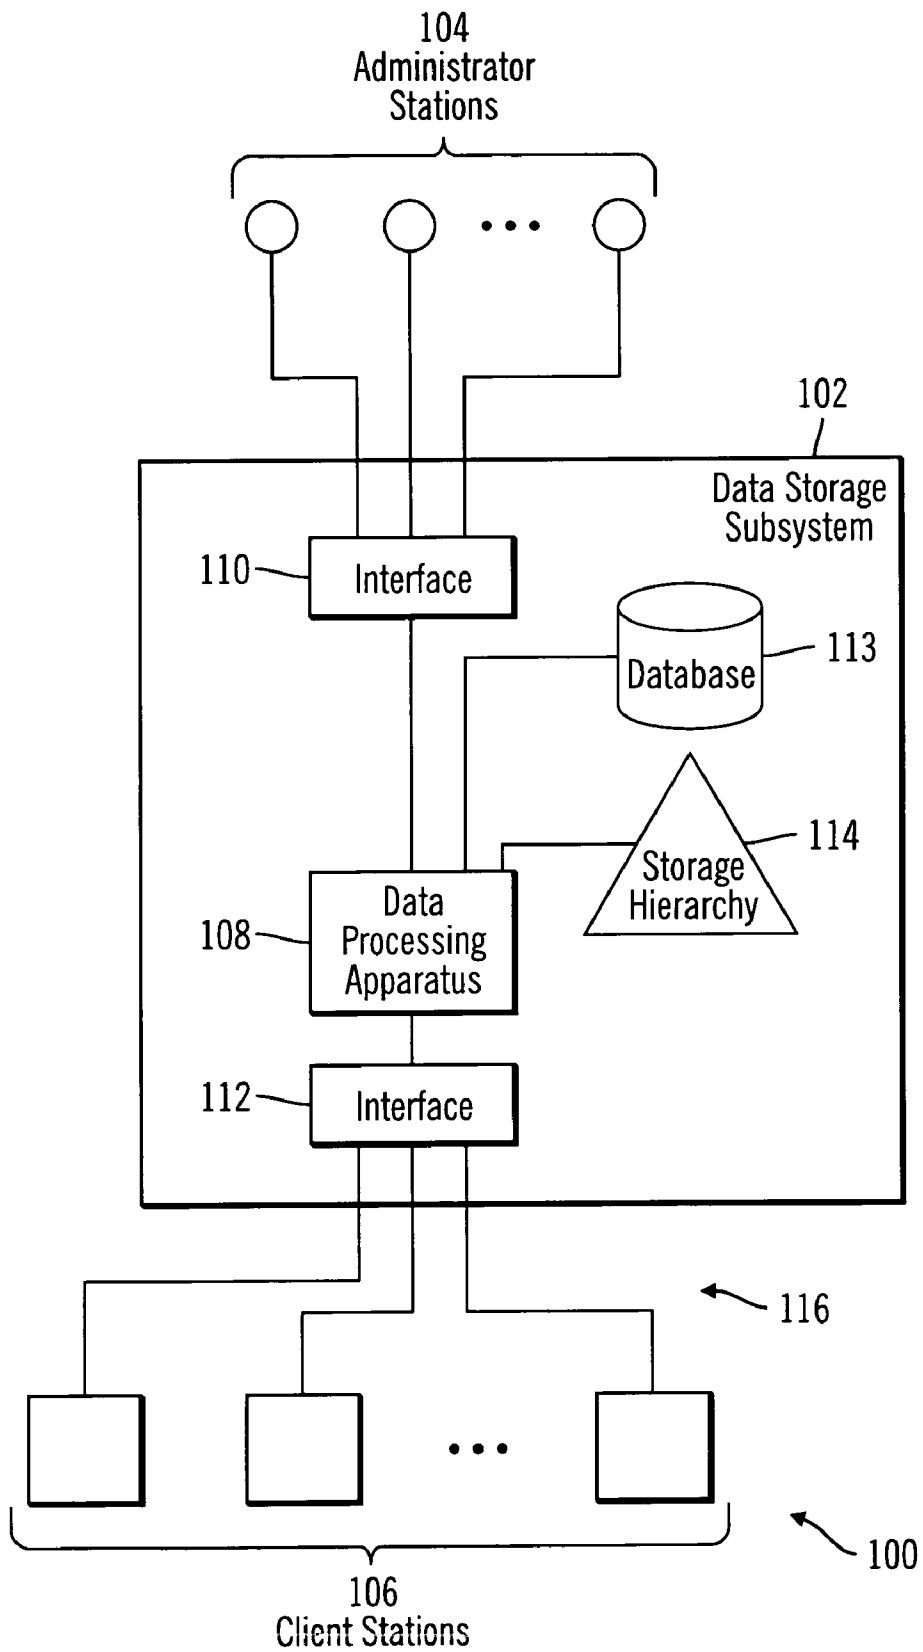 104
Administrator
Stations
102
Data Storage
Subsystem
110
Interface
113
Database
114
Storage
Hierarchy
108
Data
Processing
Apparatus
112
Interface
116
100
106
Client Stations